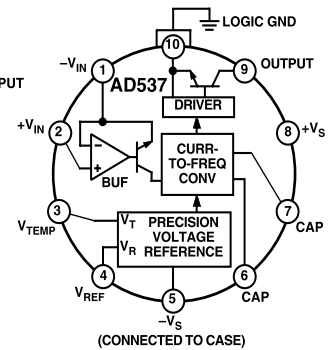 LOGIC GND
10
–VIN
1
AD537
9
OUTPUT
PUT
DRIVER
+VIN
2
8
+VS
–
+
BUF
CURR-
TO-FREQ
CONV
3
VTEMP
7
CAP
VT
VR
PRECISION
VOLTAGE
REFERENCE
4
VREF
6
CAP
5
–VS
(CONNECTED TO CASE)